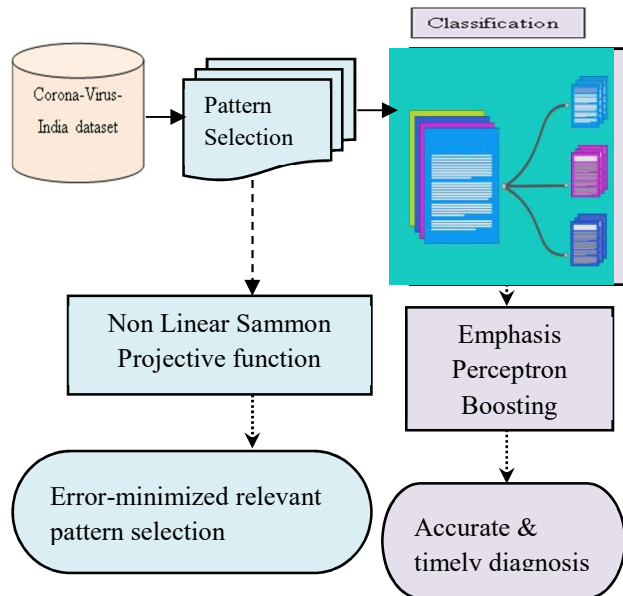 Classification
Corona-Virus-
India dataset
Pattern
Selection
Non Linear Sammon
Projective function
Emphasis
Perceptron
Boosting
Error-minimized relevant
pattern selection
Accurate &
timely diagnosis